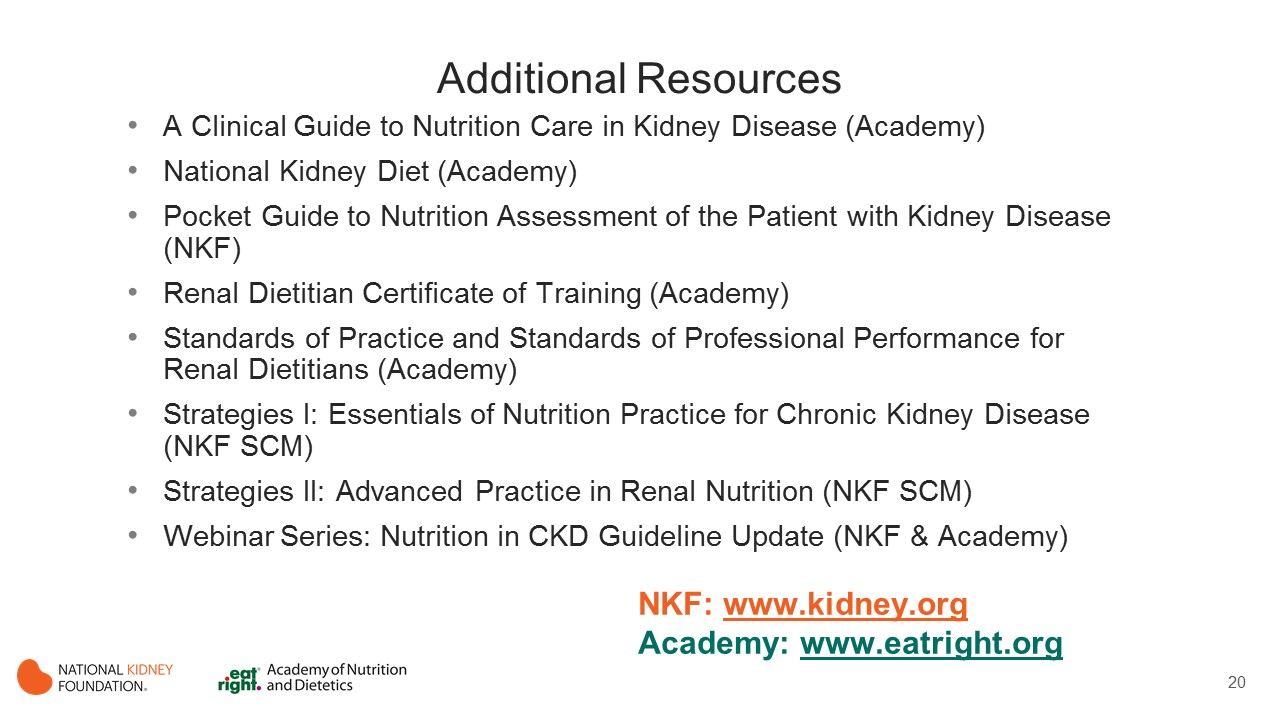 Additional Resources
• A Clinical Guide to Nutrition Care in Kidney Disease (Academy)
• National Kidney Diet (Academy)
• Pocket Guide to Nutrition Assessment of the Patient with Kidney Disease
(NKF)
• Renal Dietitian Certificate of Training (Academy)
• Standards of Practice and Standards of Professional Performance for
Renal Dietitians (Academy)
• Strategies I: Essentials of Nutrition Practice for Chronic Kidney Disease
(NKF SCM)
• Strategies II: Advanced Practice in Renal Nutrition (NKF SCM)
• Webinar Series: Nutrition in CKD Guideline Update (NKF & Academy)
NKF: www.kidney.org
Academy: www.eatright.org
NATIONAL KIDNEY
FOUNDATION®
eat®
right.
Academy of Nutrition
and Dietetics
20